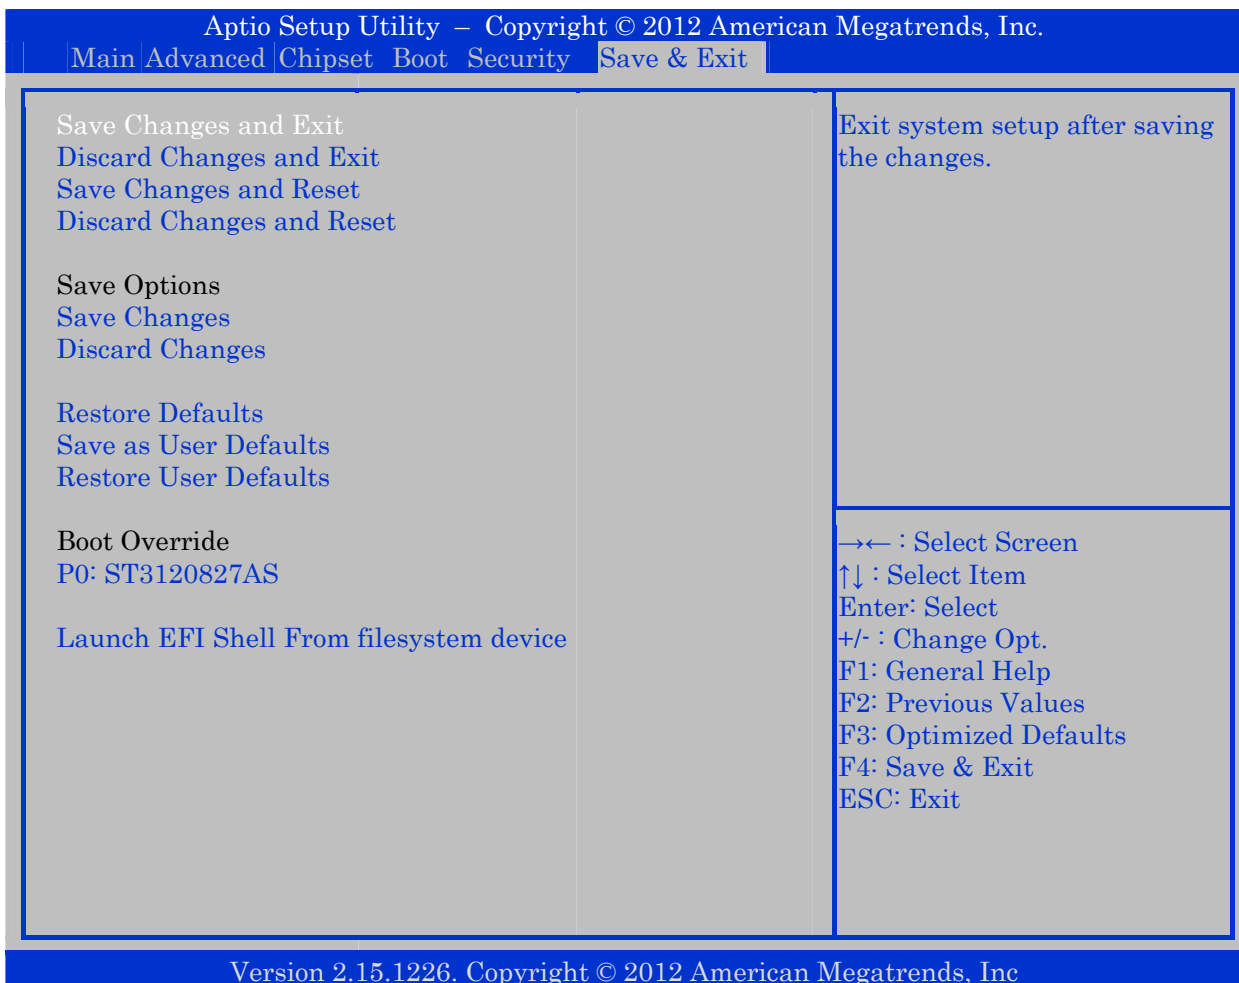 Aptio Setup Utility – Copyright © 2012 American Megatrends, Inc.
Main Advanced Chipset Boot Security Save & Exit
Save Changes and Exit
Discard Changes and Exit
Save Changes and Reset
Discard Changes and Reset
Save Options
Save Changes
Discard Changes
Restore Defaults
Save as User Defaults
Restore User Defaults
Boot Override
P0: ST3120827AS
Launch EFI Shell From filesystem device
Exit system setup after saving
the changes.
→← : Select Screen
↑↓ : Select Item
Enter: Select
+/- : Change Opt.
F1: General Help
F2: Previous Values
F3: Optimized Defaults
F4: Save & Exit
ESC: Exit
Version 2.15.1226. Copyright © 2012 American Megatrends, Inc